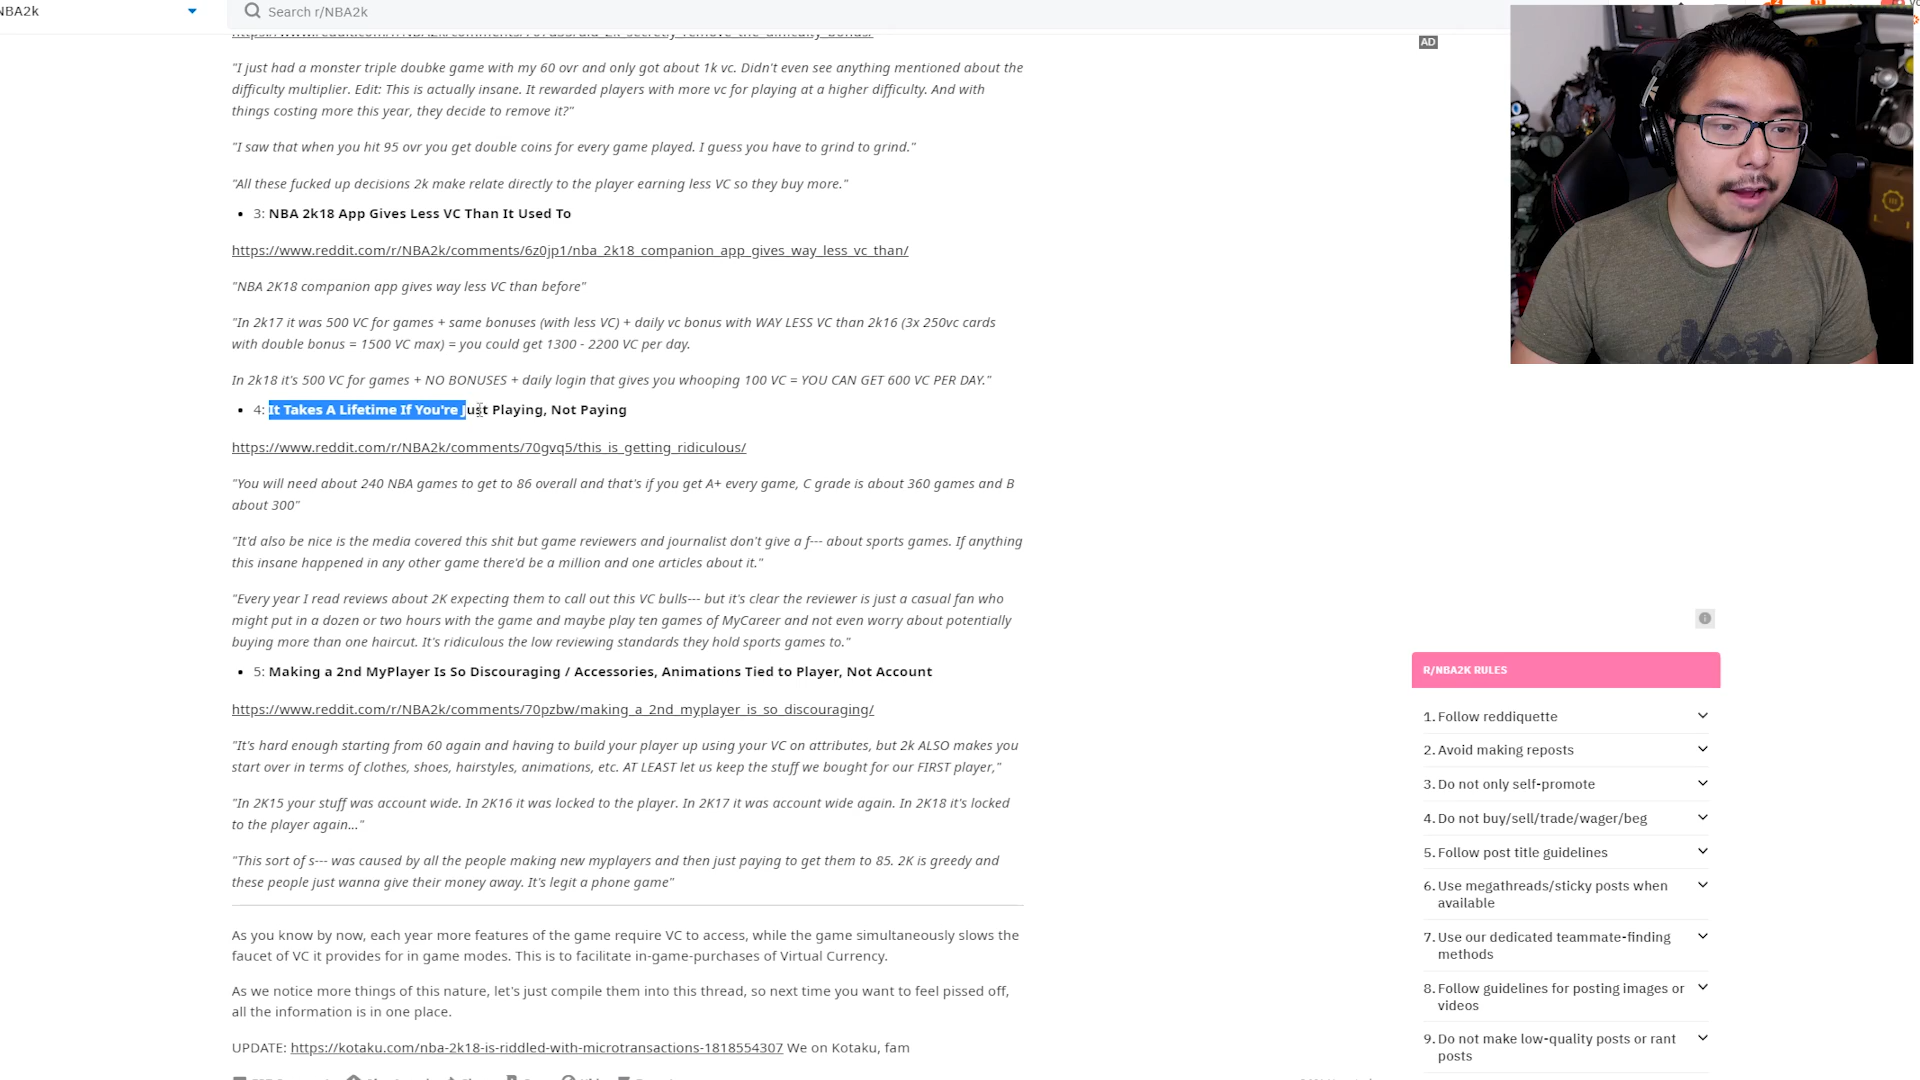 NBA2k
Search r/NBA2k
AD
"I just had a monster triple doubke game with my 60 ovr and only got about 1k vc. Didn't even see anything mentioned about the
difficulty multiplier. Edit: This is actually insane. It rewarded players with more vc for playing at a higher difficulty. And with
things costing more this year, they decide to remove it?"
"I saw that when you hit 95 ovr you get double coins for every game played. I guess you have to grind to grind."
"All these fucked up decisions 2k make relate directly to the player earning less VC so they buy more."
• 3: NBA 2k18 App Gives Less VC Than It Used To
https://www.reddit.com/r/NBA2k/comments/6z0jp1/nba_2k18_companion_app_gives_way_less_vc_than/
"NBA 2K18 companion app gives way less VC than before"
"In 2k17 it was 500 VC for games + same bonuses (with less VC) + daily vc bonus with WAY LESS VC than 2k16 (3x 250vc cards
with double bonus = 1500 VC max) = you could get 1300 - 2200 VC per day.
In 2k18 it's 500 VC for games + NO BONUSES + daily login that gives you whooping 100 VC = YOU CAN GET 600 VC PER DAY."
• 4: It Takes A Lifetime If You're Just Playing, Not Paying
https://www.reddit.com/r/NBA2k/comments/70gvq5/this_is_getting_ridiculous/
"You will need about 240 NBA games to get to 86 overall and that's if you get A+ every game, C grade is about 360 games and B
about 300"
"It'd also be nice is the media covered this shit but game reviewers and journalist don't give a f--- about sports games. If anything
this insane happened in any other game there'd be a million and one articles about it."
"Every year I read reviews about 2K expecting them to call out this VC bulls--- but it's clear the reviewer is just a casual fan who
might put in a dozen or two hours with the game and maybe play ten games of MyCareer and not even worry about potentially
buying more than one haircut. It's ridiculous the low reviewing standards they hold sports games to."
• 5: Making a 2nd MyPlayer Is So Discouraging / Accessories, Animations Tied to Player, Not Account
https://www.reddit.com/r/NBA2k/comments/70pzbw/making_a_2nd_myplayer_is_so_discouraging/
"It's hard enough starting from 60 again and having to build your player up using your VC on attributes, but 2k ALSO makes you
start over in terms of clothes, shoes, hairstyles, animations, etc. AT LEAST let us keep the stuff we bought for our FIRST player,"
"In 2K15 your stuff was account wide. In 2K16 it was locked to the player. In 2K17 it was account wide again. In 2K18 it's locked
to the player again..."
"This sort of s--- was caused by all the people making new myplayers and then just paying to get them to 85. 2K is greedy and
these people just wanna give their money away. It's legit a phone game"
As you know by now, each year more features of the game require VC to access, while the game simultaneously slows the
faucet of VC it provides for in game modes. This is to facilitate in-game-purchases of Virtual Currency.
As we notice more things of this nature, let's just compile them into this thread, so next time you want to feel pissed off,
all the information is in one place.
UPDATE: https://kotaku.com/nba-2k18-is-riddled-with-microtransactions-1818554307 We on Kotaku, fam
R/NBA2K RULES
1. Follow reddiquette
2. Avoid making reposts
3. Do not only self-promote
4. Do not buy/sell/trade/wager/beg
5. Follow post title guidelines
6. Use megathreads/sticky posts when
available
7. Use our dedicated teammate-finding
methods
8. Follow guidelines for posting images or
videos
9. Do not make low-quality posts or rant
posts